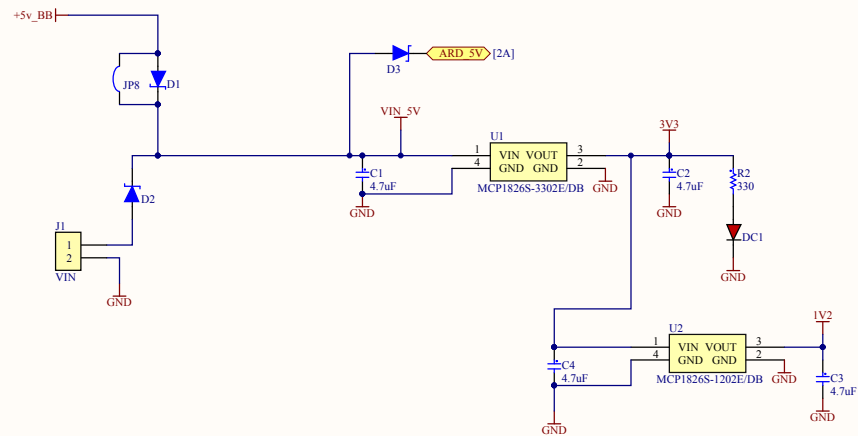 +5v_BB
JP8
D1
D3
ARD_5V
[2A]
VIN_5V
D2
J1
1
2
VIN
GND
C1
4.7uF
GND
U1
1
4
VIN VOUT
GND GND
3
2
MCP1826S-3302E/DB
GND
3V3
C2
4.7uF
GND
R2
330
DC1
GND
U2
1
4
VIN VOUT
GND GND
3
2
MCP1826S-1202E/DB
GND
C4
4.7uF
GND
1V2
C3
4.7uF
GND